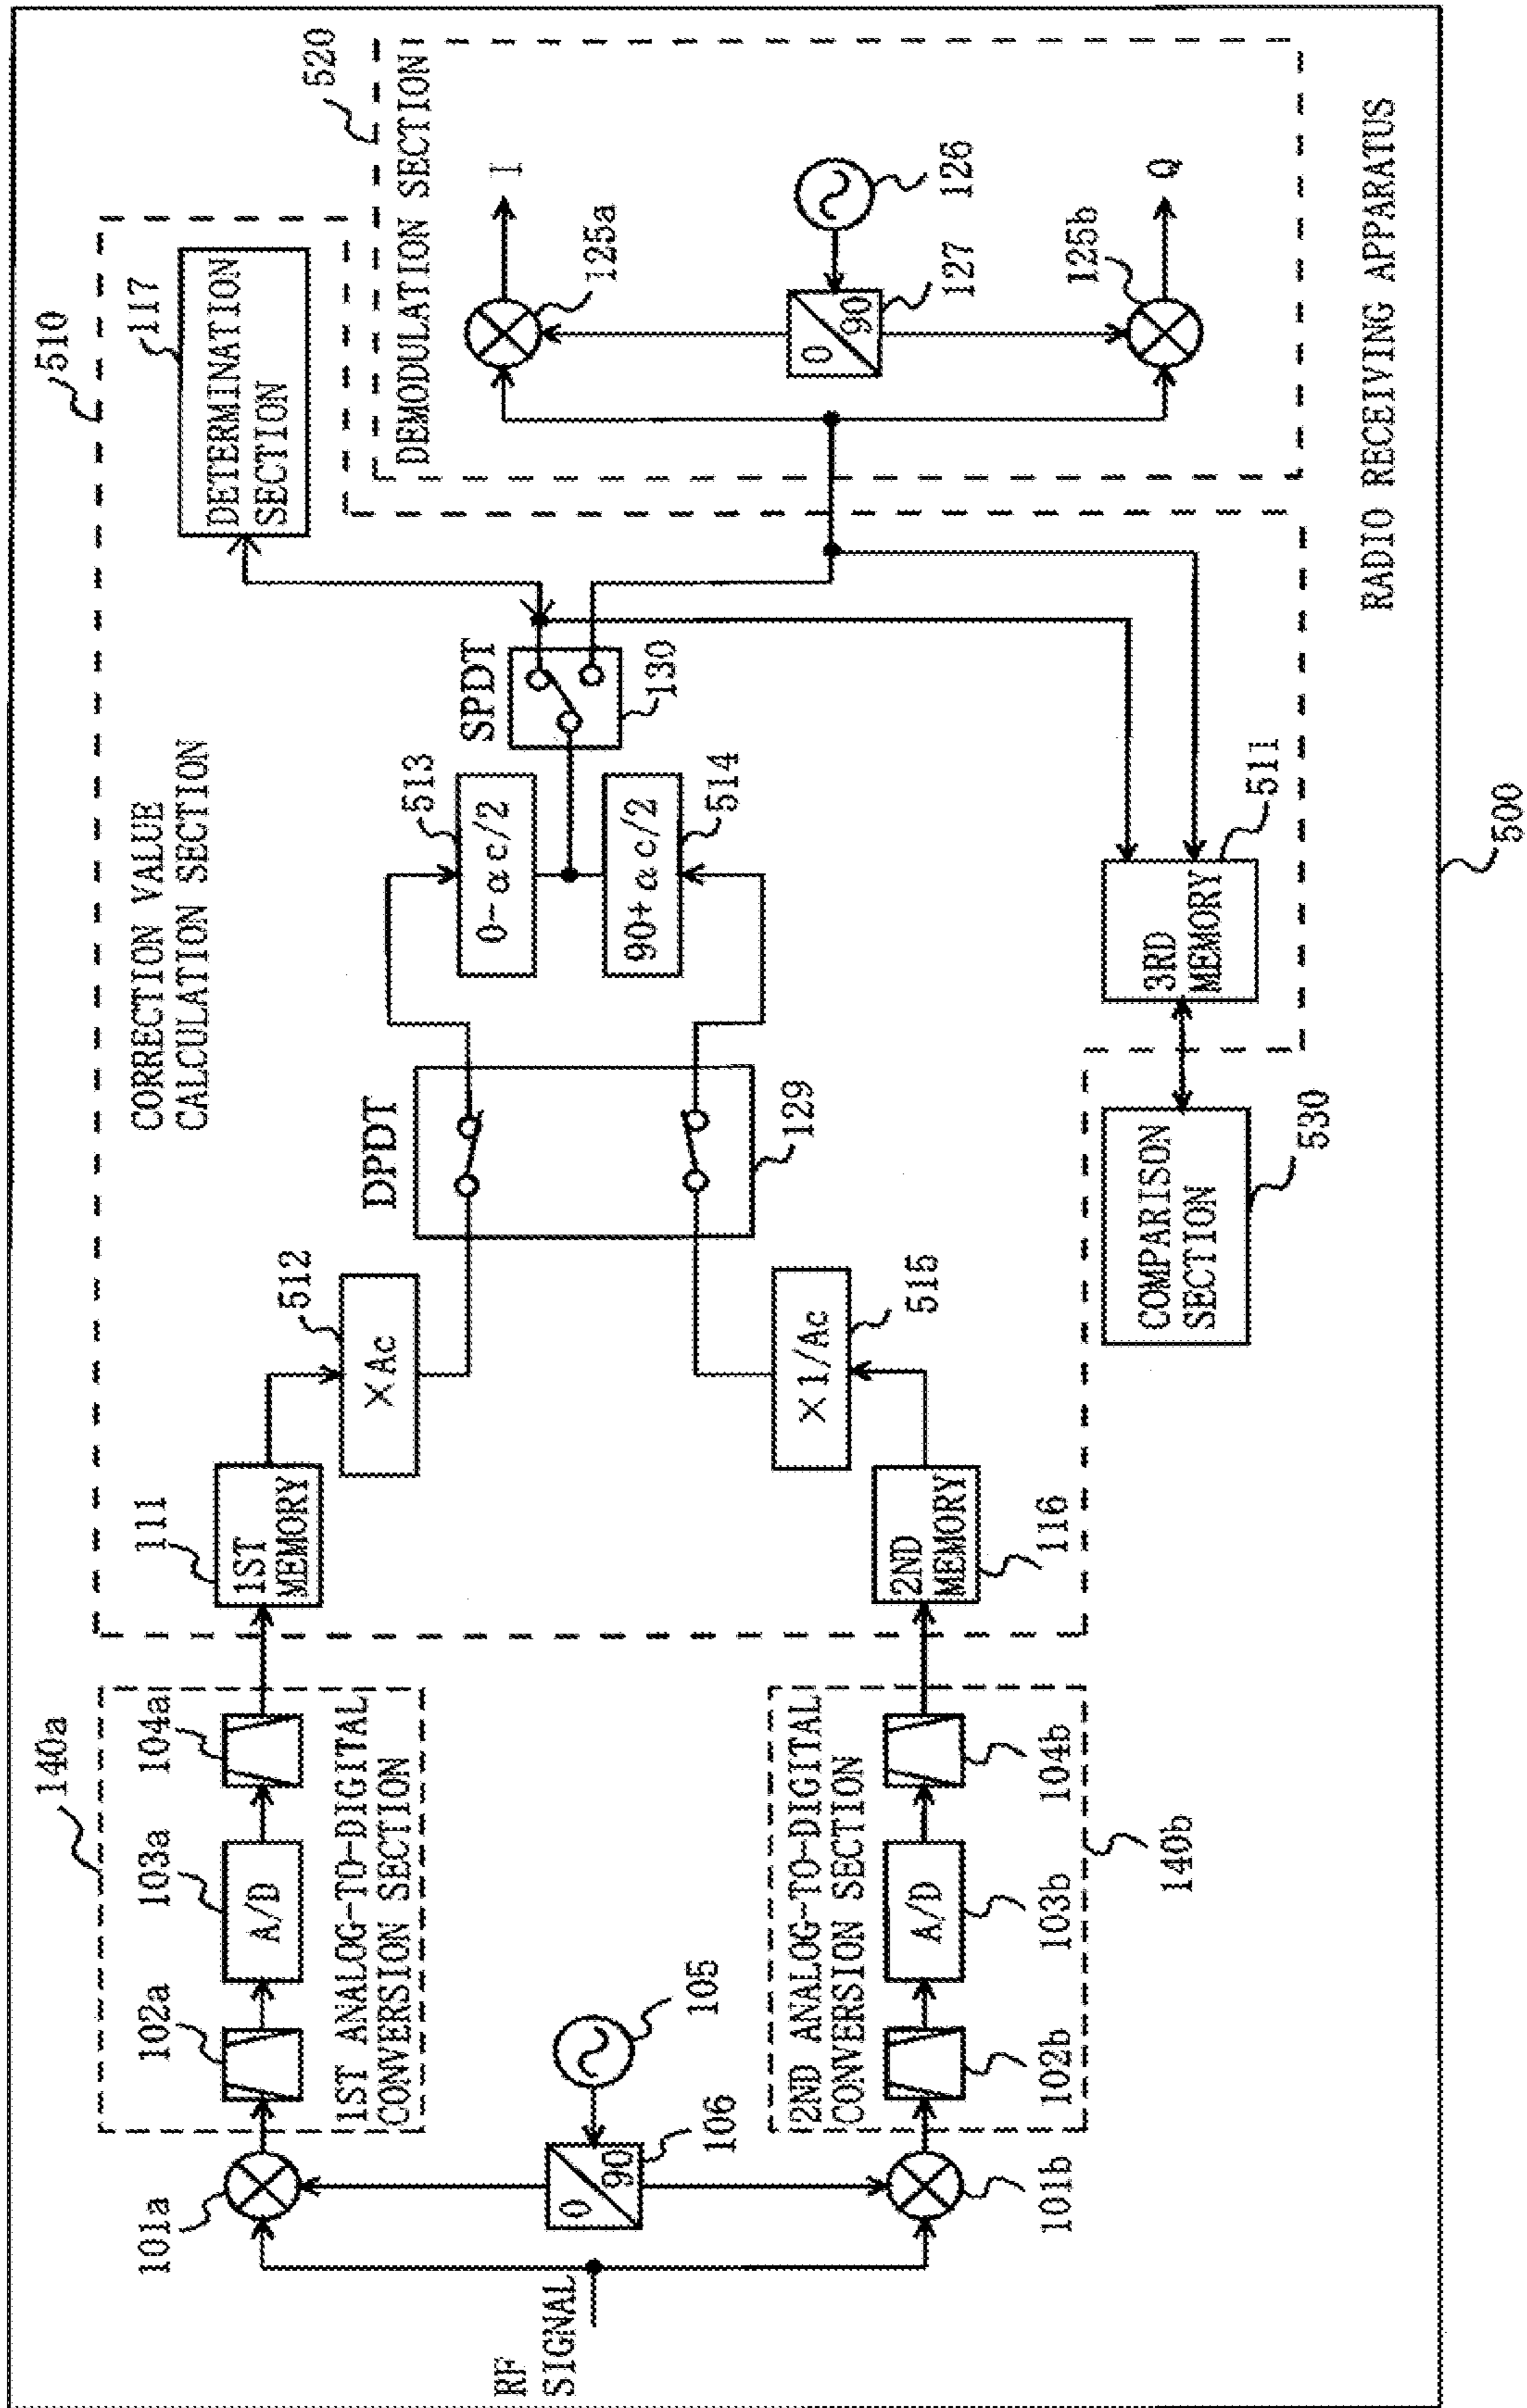 510
117
DETERMINATION
SECTION
520
DEMODULATION SECTION
I
125a
126
0
90
127
125b
Q
RADIO RECEIVING APPARATUS
CORRECTION VALUE
CALCULATION SECTION
SPDT
130
513
0-αc/2
90+αc/2
514
DPDT
129
3RD
MEMORY
511
COMPARISON
SECTION
530
500
111
1ST
MEMORY
512
×Ac
×1/Ac
515
2ND
MEMORY
116
140a
102a
103a
104a
A/D
1ST ANALOG-TO-DIGITAL
CONVERSION SECTION
2ND ANALOG-TO-DIGITAL
CONVERSION SECTION
A/D
102b
103b
104b
140b
101a
105
0
90
106
101b
RF
SIGNAL